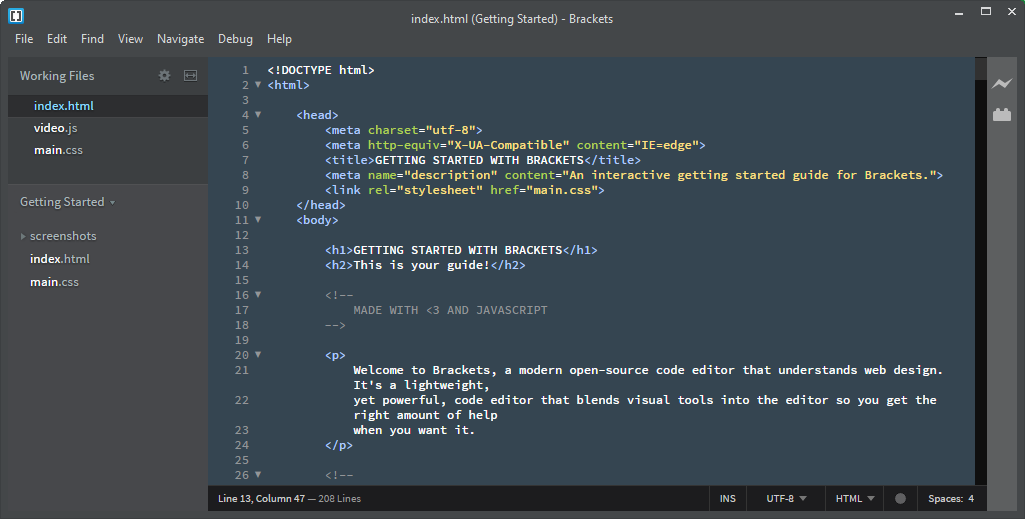 index.html (Getting Started) - Brackets
File Edit Find View Navigate Debug Help
Working Files
index.html
video.js
main.css
Getting Started
screenshots
index.html
main.css
1 <!DOCTYPE html>
2 <html>
3
4 <head>
5 <meta charset="utf-8">
6 <meta http-equiv="X-UA-Compatible" content="IE=edge">
7 <title>GETTING STARTED WITH BRACKETS</title>
8 <meta name="description" content="An interactive getting started guide for Brackets.">
9 <link rel="stylesheet" href="main.css">
10 </head>
11 <body>
12
13 <h1>GETTING STARTED WITH BRACKETS</h1>
14 <h2>This is your guide!</h2>
15
16 <!--
17 MADE WITH <3 AND JAVASCRIPT
18 -->
19
20 <p>
21 Welcome to Brackets, a modern open-source code editor that understands web design.
It's a lightweight,
22 yet powerful, code editor that blends visual tools into the editor so you get the
right amount of help
23 when you want it.
24 </p>
25
26 <!--
Line 13, Column 47 — 208 Lines INS UTF-8 HTML Spaces: 4